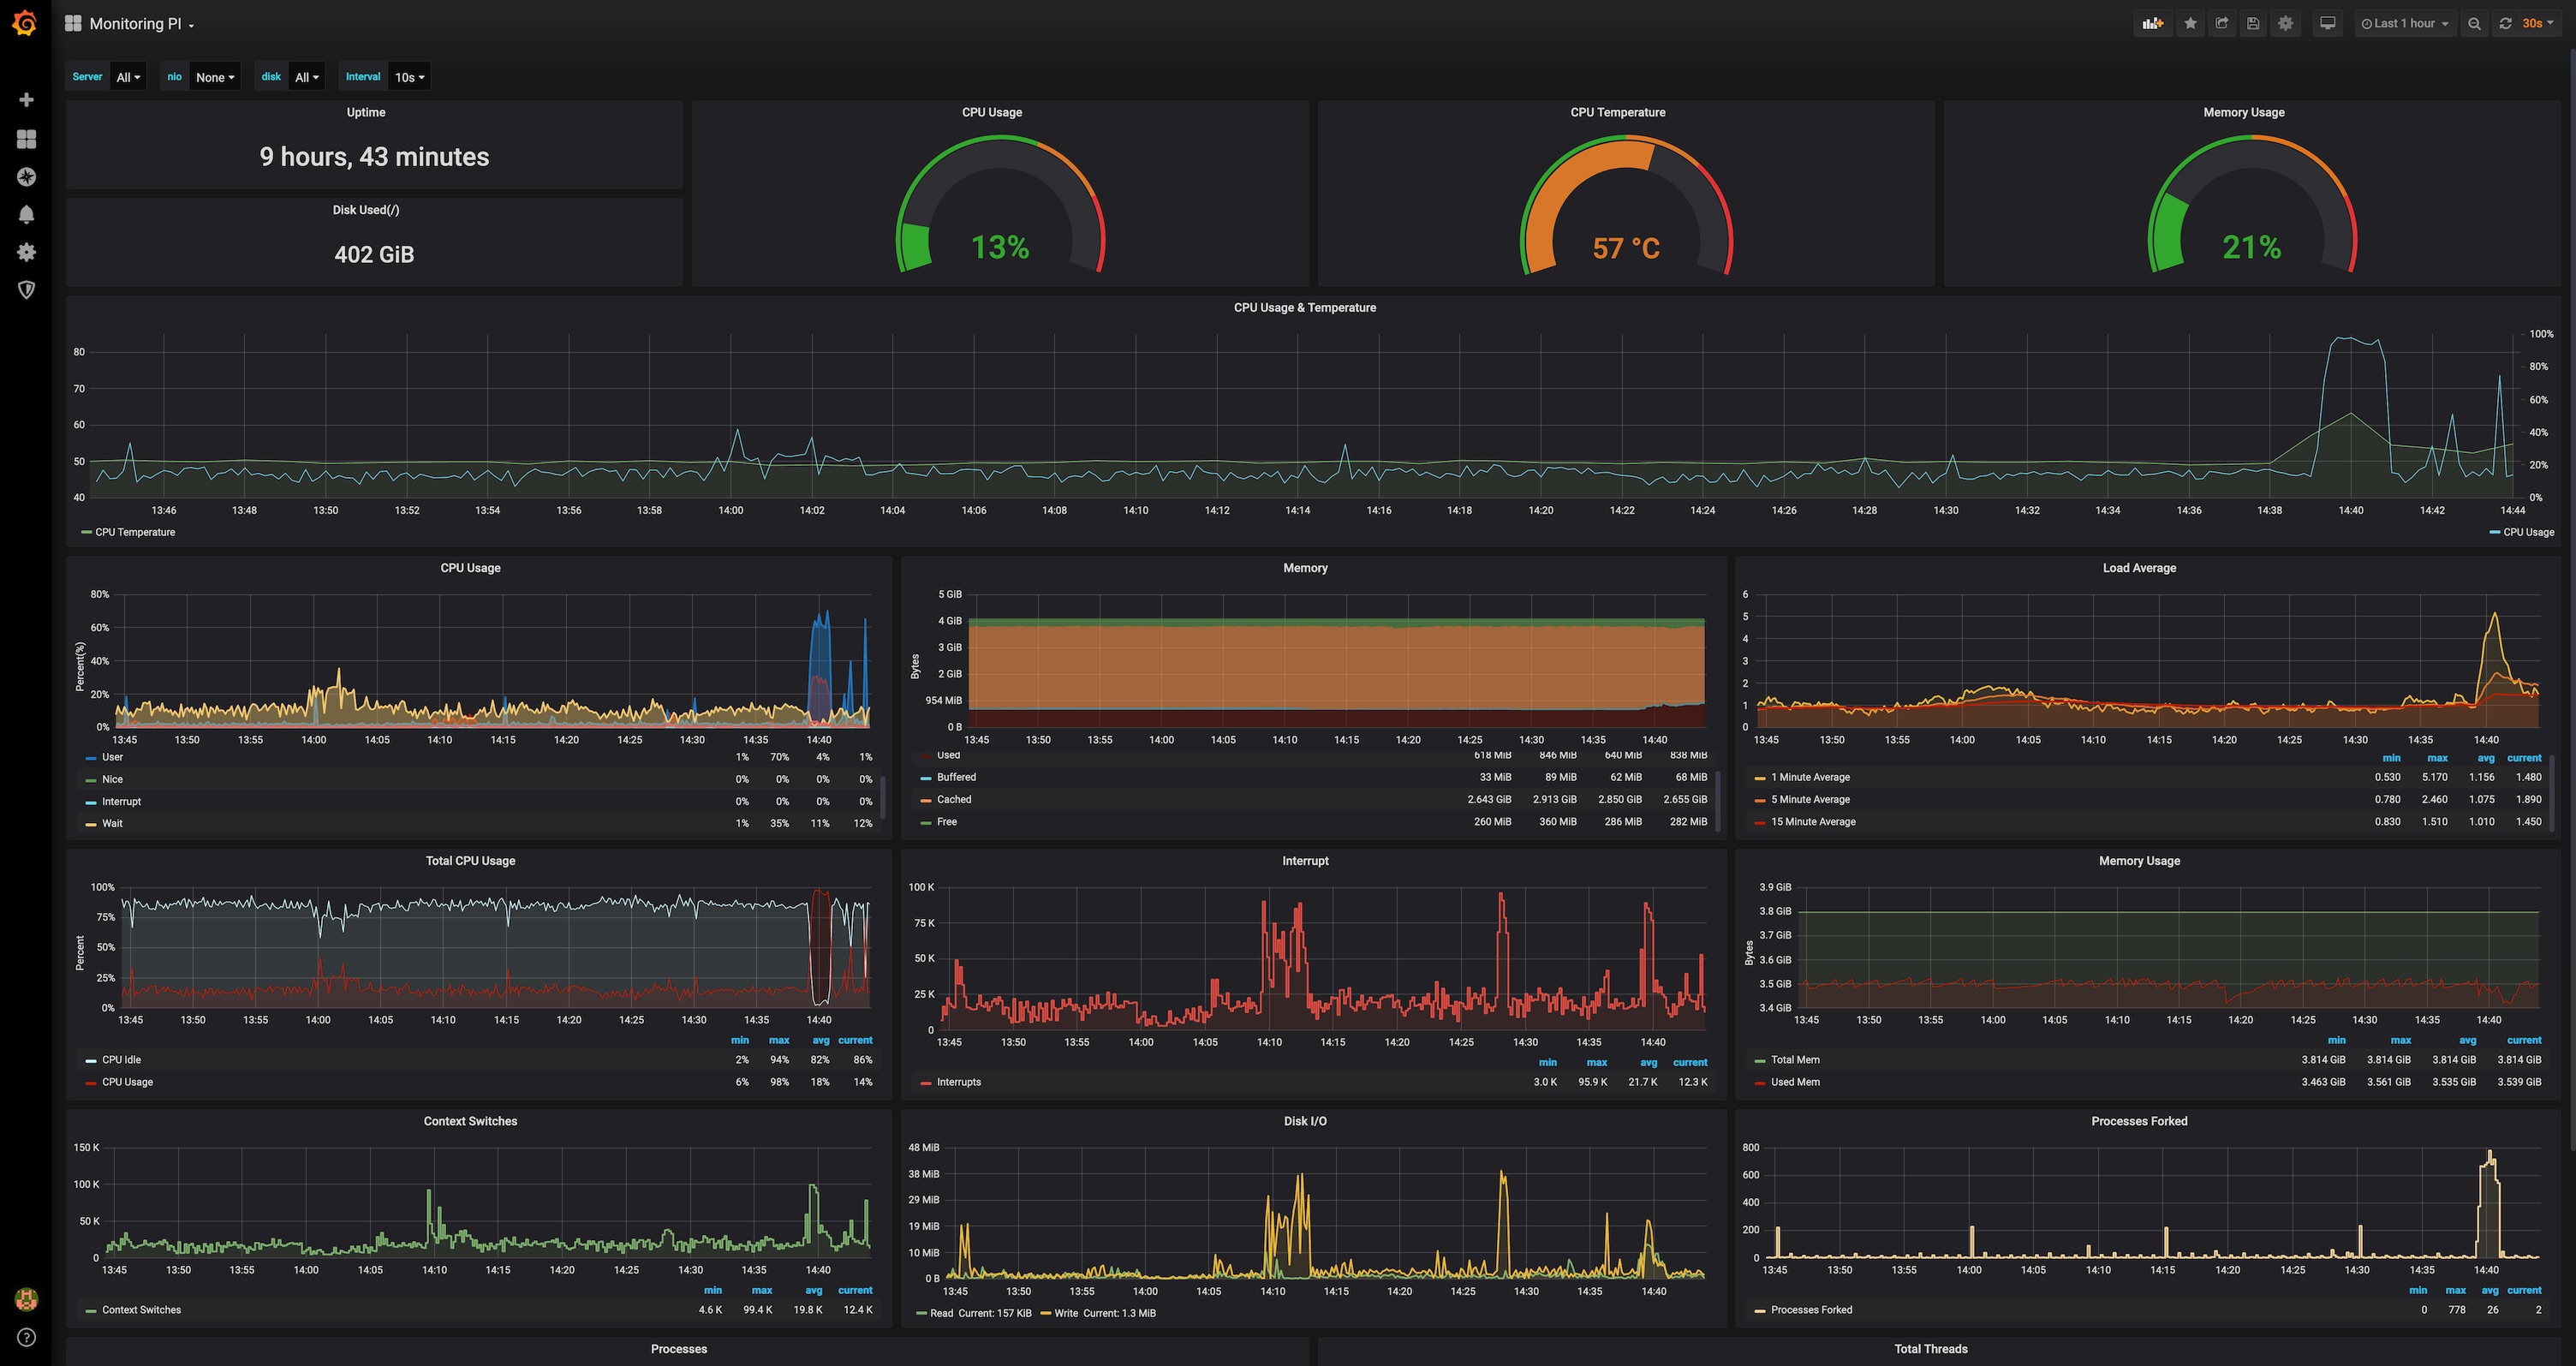 Monitoring PI
Last 1 hour 30s
Server All nio None disk All Interval 10s
Uptime
9 hours, 43 minutes
Disk Used(/)
402 GiB
CPU Usage
13%
CPU Temperature
57 °C
Memory Usage
21%
CPU Usage & Temperature
80
70
60
50
40
100%
80%
60%
40%
20%
0%
13:46 13:48 13:50 13:52 13:54 13:56 13:58 14:00 14:02 14:04 14:06 14:08 14:10 14:12 14:14 14:16 14:18 14:20 14:22 14:24 14:26 14:28 14:30 14:32 14:34 14:36 14:38 14:40 14:42 14:44
CPU Temperature CPU Usage
CPU Usage
Percent(%)
80%
60%
40%
20%
0%
13:45 13:50 13:55 14:00 14:05 14:10 14:15 14:20 14:25 14:30 14:35 14:40
User 1% 70% 4% 1%
Nice 0% 0% 0% 0%
Interrupt 0% 0% 0% 0%
Wait 1% 35% 11% 12%
Memory
Bytes
5 GiB
4 GiB
3 GiB
2 GiB
954 MiB
0 B
13:45 13:50 13:55 14:00 14:05 14:10 14:15 14:20 14:25 14:30 14:35 14:40
Used 618 MiB 846 MiB 640 MiB 838 MiB
Buffered 33 MiB 89 MiB 62 MiB 68 MiB
Cached 2.643 GiB 2.913 GiB 2.850 GiB 2.655 GiB
Free 260 MiB 360 MiB 286 MiB 282 MiB
Load Average
6
5
4
3
2
1
0
13:45 13:50 13:55 14:00 14:05 14:10 14:15 14:20 14:25 14:30 14:35 14:40
min max avg current
1 Minute Average 0.530 5.170 1.156 1.480
5 Minute Average 0.780 2.460 1.075 1.890
15 Minute Average 0.830 1.510 1.010 1.450
Total CPU Usage
Percent
100%
75%
50%
25%
0%
13:45 13:50 13:55 14:00 14:05 14:10 14:15 14:20 14:25 14:30 14:35 14:40
min max avg current
CPU Idle 2% 94% 82% 86%
CPU Usage 6% 98% 18% 14%
Interrupt
100 K
75 K
50 K
25 K
0
13:45 13:50 13:55 14:00 14:05 14:10 14:15 14:20 14:25 14:30 14:35 14:40
min max avg current
Interrupts 3.0 K 95.9 K 21.7 K 12.3 K
Memory Usage
Bytes
3.9 GiB
3.8 GiB
3.7 GiB
3.6 GiB
3.5 GiB
3.4 GiB
13:45 13:50 13:55 14:00 14:05 14:10 14:15 14:20 14:25 14:30 14:35 14:40
min max avg current
Total Mem 3.814 GiB 3.814 GiB 3.814 GiB 3.814 GiB
Used Mem 3.463 GiB 3.561 GiB 3.535 GiB 3.539 GiB
Context Switches
150 K
100 K
50 K
0
13:45 13:50 13:55 14:00 14:05 14:10 14:15 14:20 14:25 14:30 14:35 14:40
min max avg current
Context Switches 4.6 K 99.4 K 19.8 K 12.4 K
Disk I/O
48 MiB
38 MiB
29 MiB
19 MiB
10 MiB
0 B
13:45 13:50 13:55 14:00 14:05 14:10 14:15 14:20 14:25 14:30 14:35 14:40
Read Current: 157 KiB Write Current: 1.3 MiB
Processes Forked
800
600
400
200
0
13:45 13:50 13:55 14:00 14:05 14:10 14:15 14:20 14:25 14:30 14:35 14:40
min max avg current
Processes Forked 0 778 26 2
Processes
Total Threads